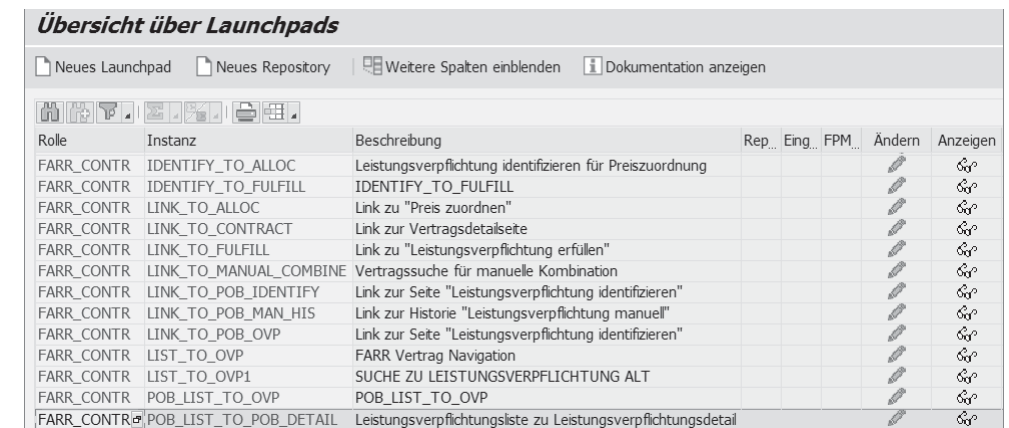 Übersicht über Launchpads
Neues Launchpad Neues Repository Weitere Spalten einblenden Dokumentation anzeigen
Rolle Instanz Beschreibung Rep... Eing... FPM... Ändern Anzeigen
FARR_CONTR IDENTIFY_TO_ALLOC Leistungsverpflichtung identifizieren für Preiszuordnung
FARR_CONTR IDENTIFY_TO_FULFILL IDENTIFY_TO_FULFILL
FARR_CONTR LINK_TO_ALLOC Link zu "Preis zuordnen"
FARR_CONTR LINK_TO_CONTRACT Link zur Vertragsdetailseite
FARR_CONTR LINK_TO_FULFILL Link zu "Leistungsverpflichtung erfüllen"
FARR_CONTR LINK_TO_MANUAL_COMBINE Vertragssuche für manuelle Kombination
FARR_CONTR LINK_TO_POB_IDENTIFY Link zur Seite "Leistungsverpflichtung identifizieren"
FARR_CONTR LINK_TO_POB_MAN_HIS Link zur Historie "Leistungsverpflichtung manuell"
FARR_CONTR LINK_TO_POB_OVP Link zur Seite "Leistungsverpflichtung identifizieren"
FARR_CONTR LIST_TO_OVP FARR Vertrag Navigation
FARR_CONTR LIST_TO_OVP1 SUCHE ZU LEISTUNGSVERPFLICHTUNG ALT
FARR_CONTR POB_LIST_TO_OVP POB_LIST_TO_OVP
FARR_CONTR POB_LIST_TO_POB_DETAIL Leistungsverpflichtungsliste zu Leistungsverpflichtungsdetail